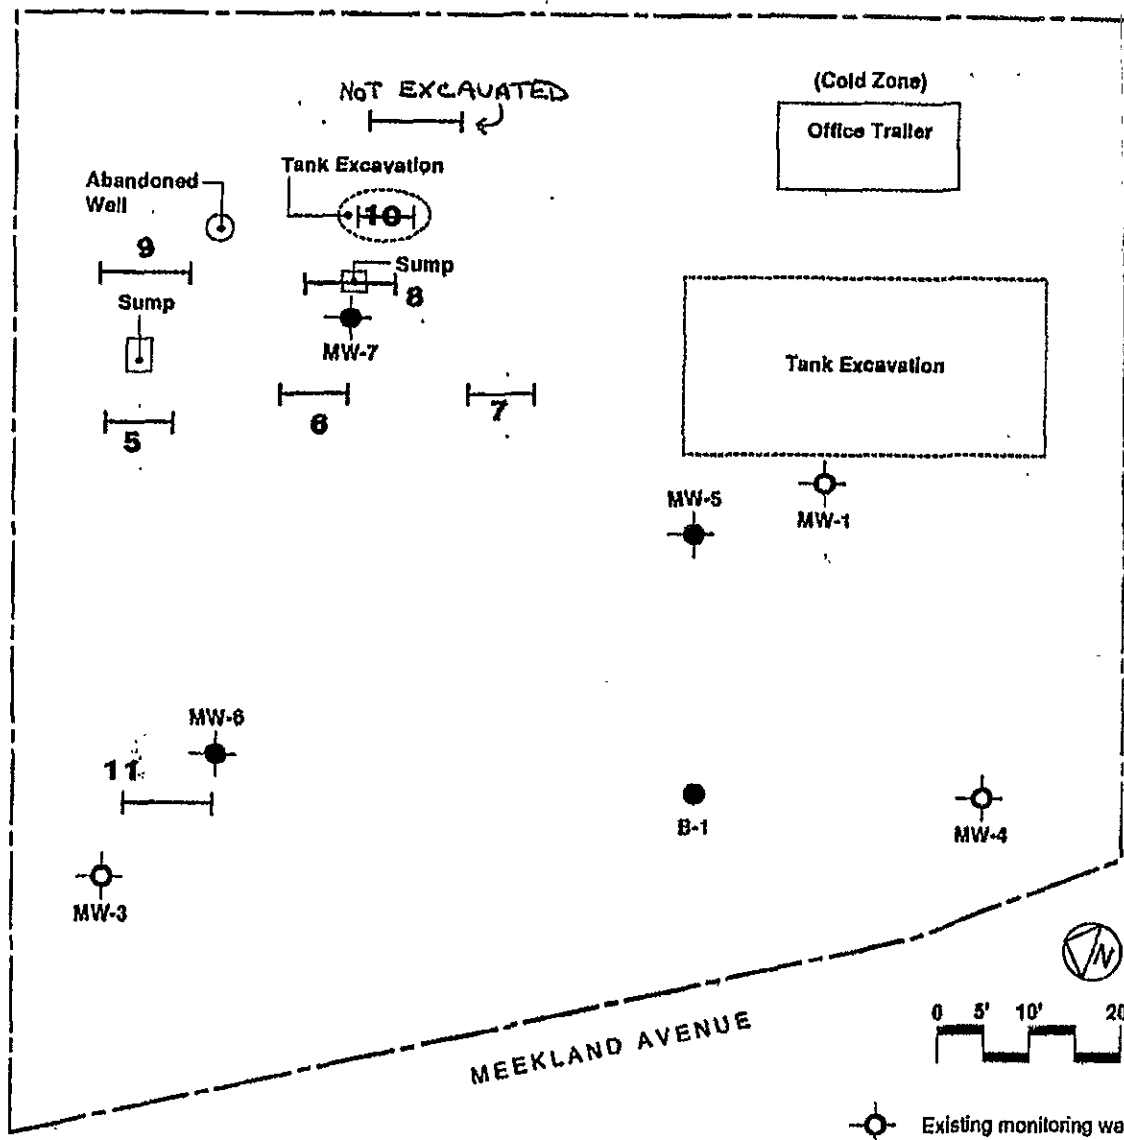 NOT EXCAVATED
(Cold Zone)
Office Trailer
Tank Excavation
Abandoned
Well
10
9
Sump
8
Sump
MW-7
Tank Excavation
6
7
5
MW-5
MW-1
MW-6
11
B-1
MW-4
MW-3
N
MEEKLAND AVENUE
0 5' 10' 20
Existing monitoring we